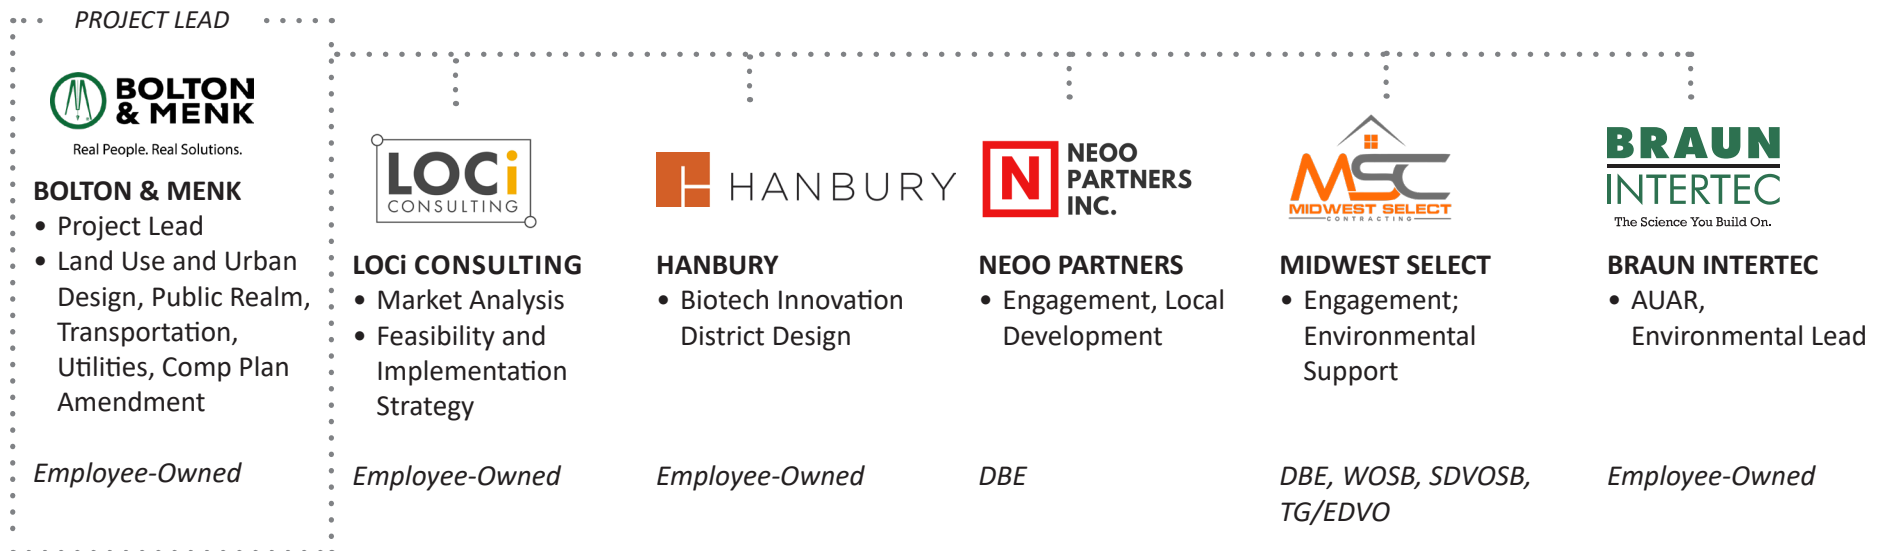 PROJECT LEAD
BOLTON
& MENK
Real People. Real Solutions.
BOLTON & MENK
• Project Lead
• Land Use and Urban
Design, Public Realm,
Transportation,
Utilities, Comp Plan
Amendment
Employee-Owned
LOCi
CONSULTING
LOCi CONSULTING
• Market Analysis
• Feasibility and
Implementation
Strategy
Employee-Owned
HANBURY
HANBURY
• Biotech Innovation
District Design
Employee-Owned
N
NEOO
PARTNERS
INC.
NEOO PARTNERS
• Engagement, Local
Development
DBE
MSC
MIDWEST SELECT
CONTRACTING
MIDWEST SELECT
• Engagement;
Environmental
Support
DBE, WOSB, SDVOSB,
TG/EDVO
BRAUN
INTERTEC
The Science You Build On.
BRAUN INTERTEC
• AUAR,
Environmental Lead
Employee-Owned